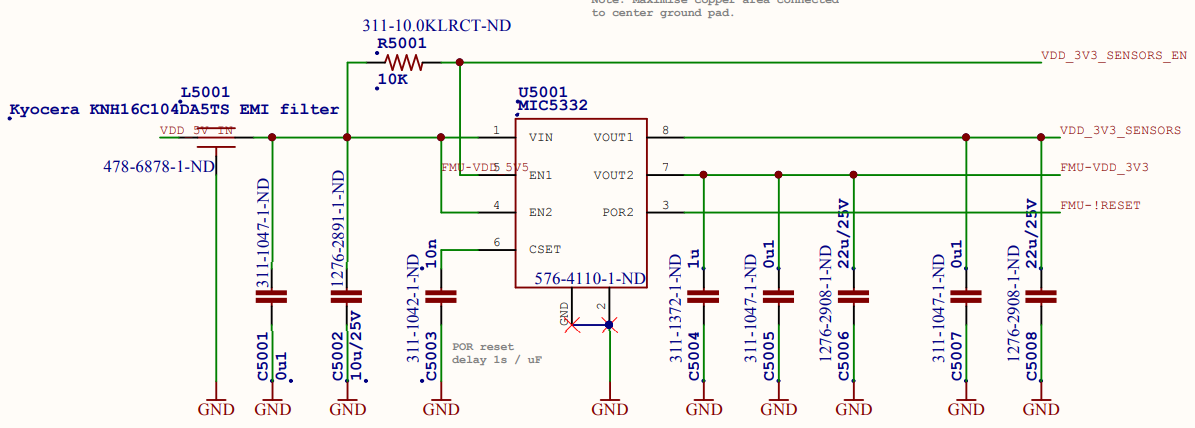 Note: Maximise copper area connected
to center ground pad.
311-10.0KLRCT-ND
R5001
10K
VDD_3V3_SENSORS_EN
L5001
Kyocera KNH16C104DA5TS EMI filter
VDD 5V IN
478-6878-1-ND
U5001
MIC5332
1
VIN
VOUT1
8
VDD_3V3_SENSORS
FMU-VDD 5V5
5
EN1
VOUT2
7
FMU-VDD_3V3
4
EN2
POR2
3
FMU-!RESET
6
CSET
576-4110-1-ND
GND
2
311-1047-1-ND
C5001
0u1
1276-2891-1-ND
C5002
10u/25V
311-1042-1-ND
C5003
10n
POR reset
delay 1s / uF
311-1372-1-ND
C5004
1u
311-1047-1-ND
C5005
0u1
1276-2908-1-ND
C5006
22u/25V
311-1047-1-ND
C5007
0u1
1276-2908-1-ND
C5008
22u/25V
GND
GND
GND
GND
GND
GND
GND
GND
GND
GND